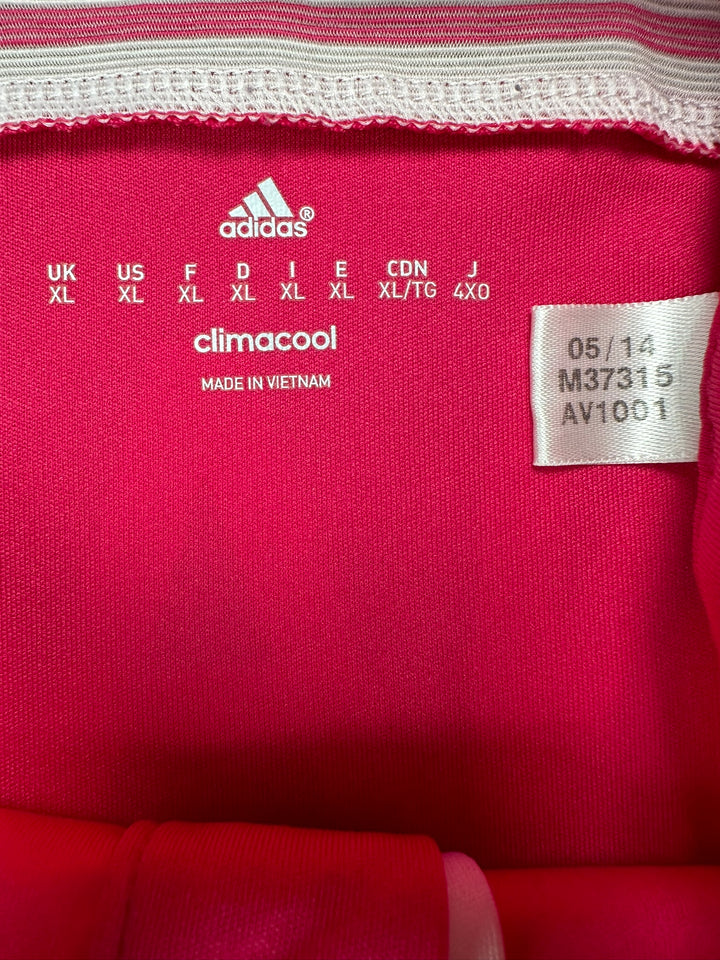 adidas®
UK US F D I E CDN J
XL XL XL XL XL XL XL/TG 4XO
climacool
MADE IN VIETNAM
05/14
M37315
AV1001